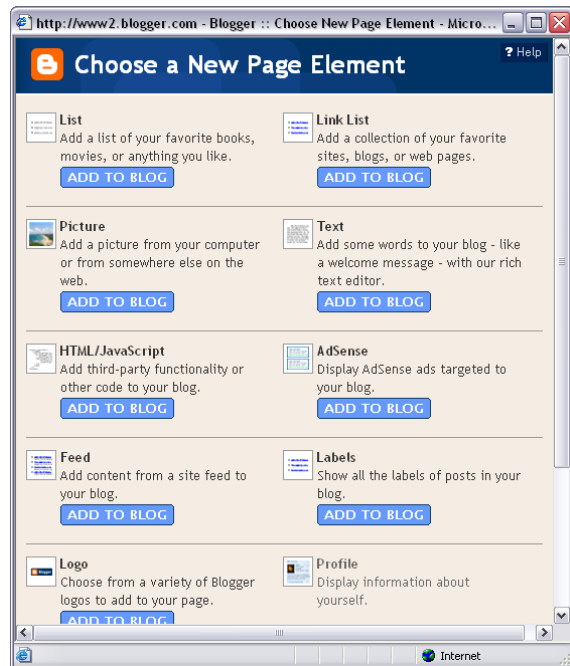 http://www2.blogger.com - Blogger :: Choose New Page Element - Micro...
Choose a New Page Element
? Help
List
Add a list of your favorite books,
movies, or anything you like.
ADD TO BLOG
Link List
Add a collection of your favorite
sites, blogs, or web pages.
ADD TO BLOG
Picture
Add a picture from your computer
or from somewhere else on the
web.
ADD TO BLOG
Text
Add some words to your blog - like
a welcome message - with our rich
text editor.
ADD TO BLOG
HTML/JavaScript
Add third-party functionality or
other code to your blog.
ADD TO BLOG
AdSense
Display AdSense ads targeted to
your blog.
ADD TO BLOG
Feed
Add content from a site feed to
your blog.
ADD TO BLOG
Labels
Show all the labels of posts in your
blog.
ADD TO BLOG
Logo
Choose from a variety of Blogger
logos to add to your page.
ADD TO BLOG
Profile
Display information about
yourself.
Internet